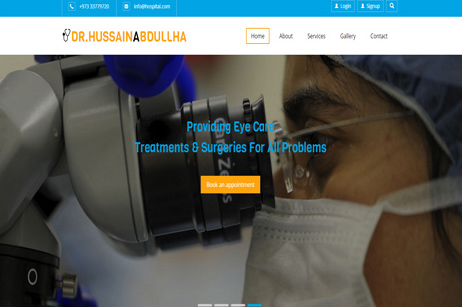 +973 33779720
info@hospital.com
Login
Signup
DR.HUSSAINABDULLHA
Home
About
Services
Gallery
Contact
Providing Eye Care
Treatments & Surgeries For All Problems
Book an appointment
Zeiss